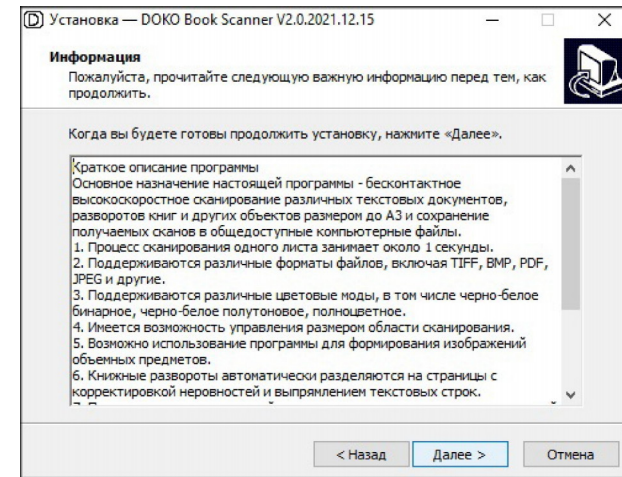 Установка — DOKO Book Scanner V2.0.2021.12.15
Информация
Пожалуйста, прочитайте следующую важную информацию перед тем, как
продолжить.
Когда вы будете готовы продолжить установку, нажмите «Далее».
Краткое описание программы
Основное назначение настоящей программы - бесконтактное
высокоскоростное сканирование различных текстовых документов,
разворотов книг и других объектов размером до А3 и сохранение
получаемых сканов в общедоступные компьютерные файлы.
1. Процесс сканирования одного листа занимает около 1 секунды.
2. Поддерживаются различные форматы файлов, включая TIFF, BMP, PDF,
JPEG и другие.
3. Поддерживаются различные цветовые моды, в том числе черно-белое
бинарное, черно-белое полутоновое, полноцветное.
4. Имеется возможность управления размером области сканирования.
5. Возможно использование программы для формирования изображений
объемных предметов.
6. Книжные развороты автоматически разделяются на страницы с
корректировкой неровностей и выпрямлением текстовых строк.
< Назад Далее > Отмена